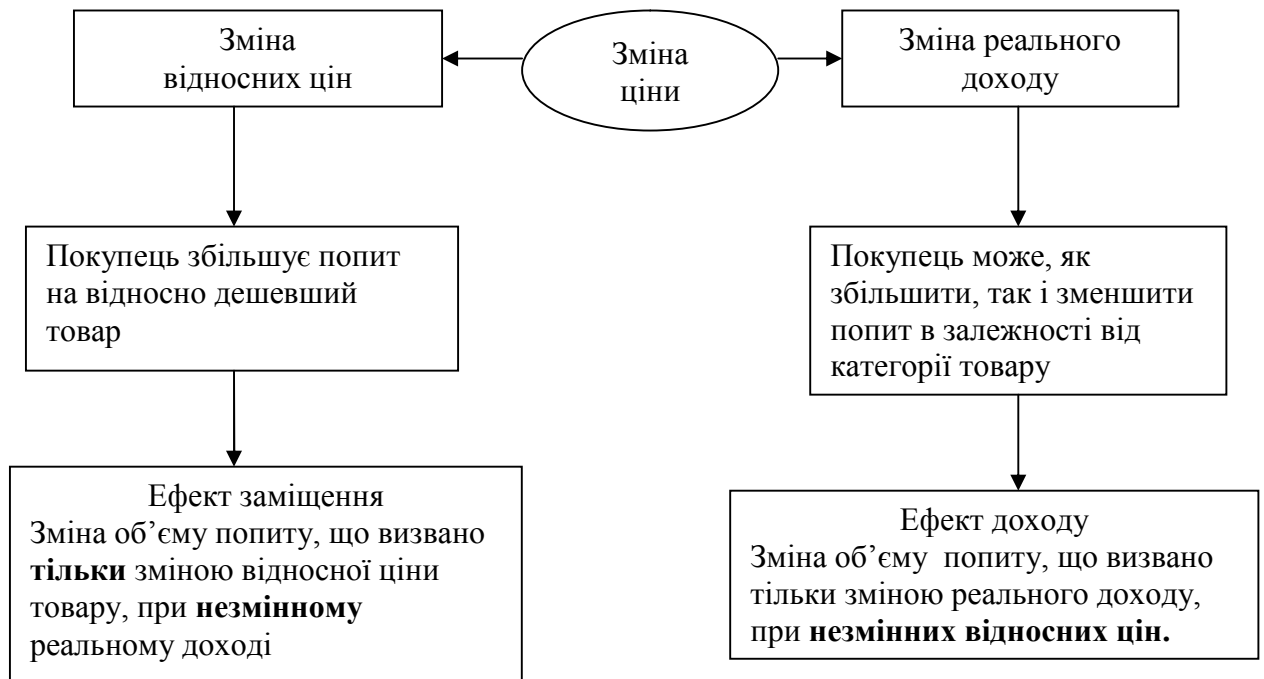 Зміна
відносних цін
Зміна
ціни
Зміна реального
доходу
Покупець збільшує попит
на відносно дешевший
товар
Покупець може, як
збільшити, так і зменшити
попит в залежності від
категорії товару
Ефект заміщення
Зміна об’єму попиту, що визвано
тільки зміною відносної ціни
товару, при незмінному
реальному доході
Ефект доходу
Зміна об’єму попиту, що визвано
тільки зміною реального доходу,
при незмінних відносних цін.